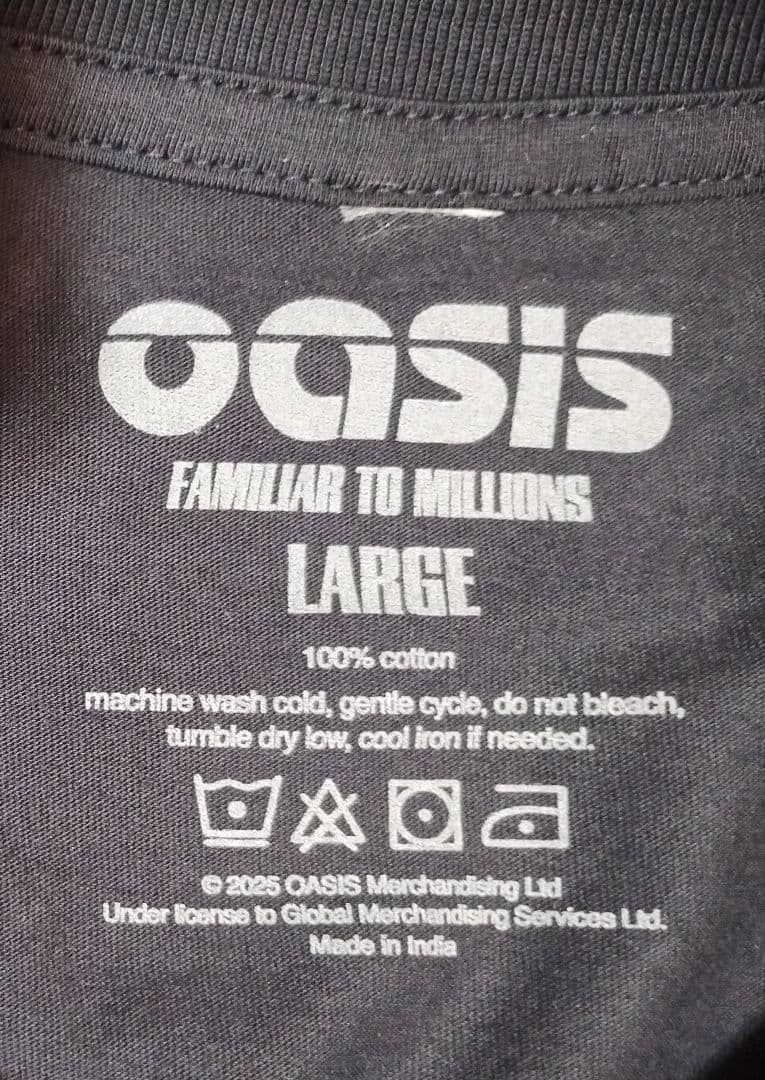 oasis
FAMILIAR TO MILLIONS
LARGE
100% cotton
machine wash cold, gentle cycle, do not bleach,
tumble dry low, cool iron if needed.
© 2025 OASIS Merchandising Ltd
Under license to Global Merchandising Services Ltd.
Made in India